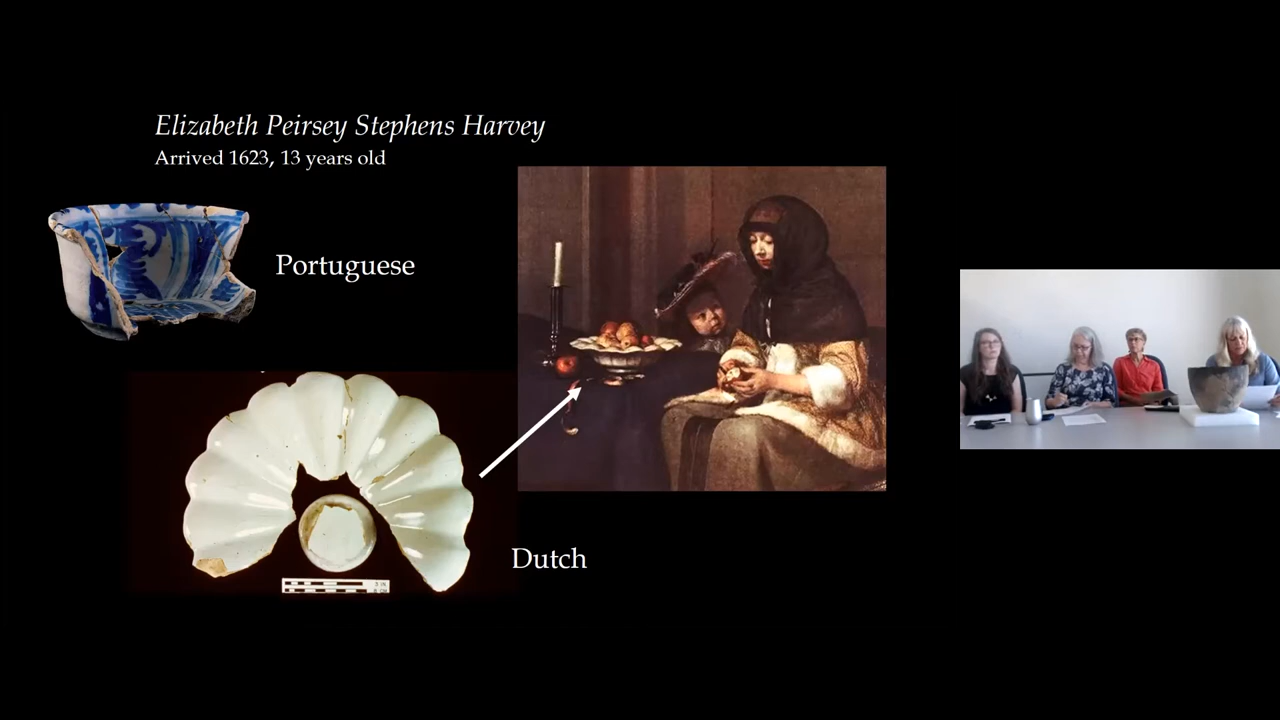 Elizabeth Peirsey Stephens Harvey
Arrived 1623, 13 years old
Portuguese
Dutch